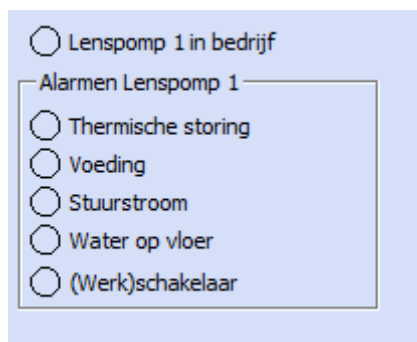 Lenspomp 1 in bedrijf
Alarmen Lenspomp 1
Thermische storing
Voeding
Stuurstroom
Water op vloer
(Werk)schakelaar